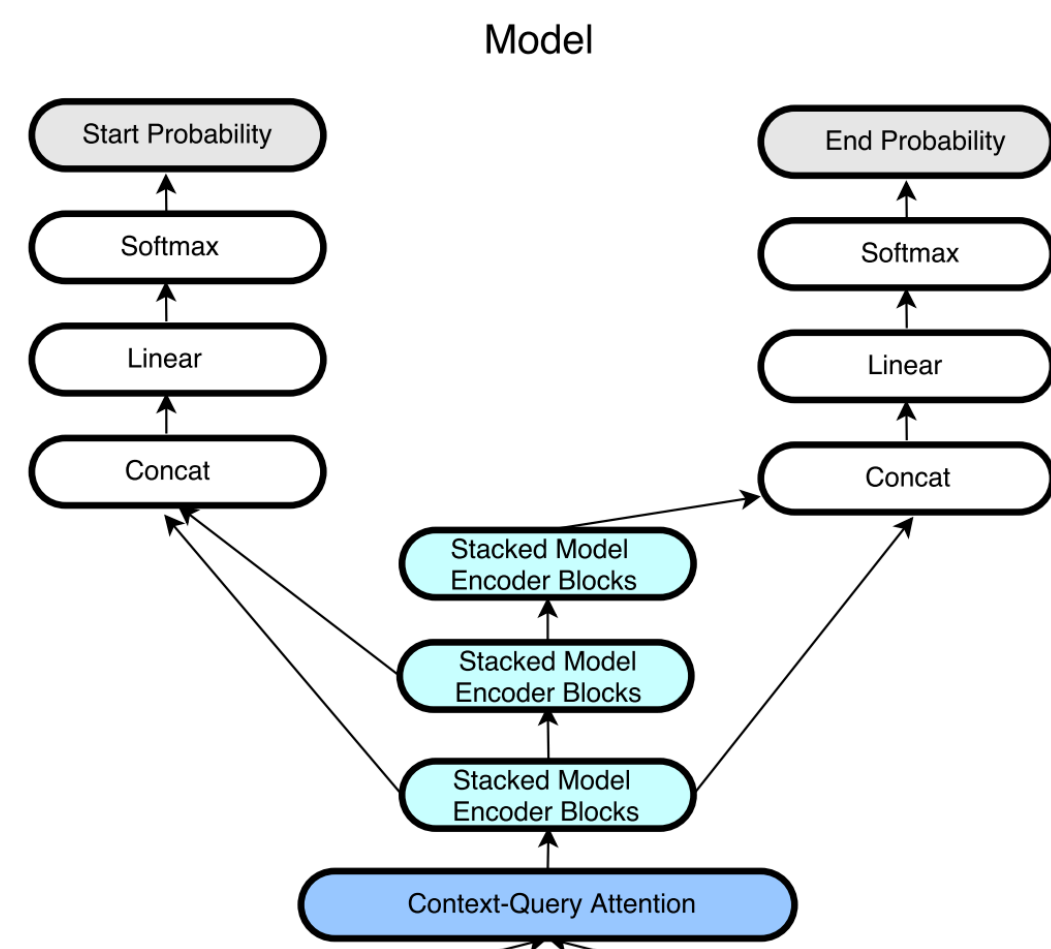 Model
Start Probability
End Probability
Softmax
Softmax
Linear
Linear
Concat
Concat
Stacked Model
Encoder Blocks
Stacked Model
Encoder Blocks
Stacked Model
Encoder Blocks
Context-Query Attention